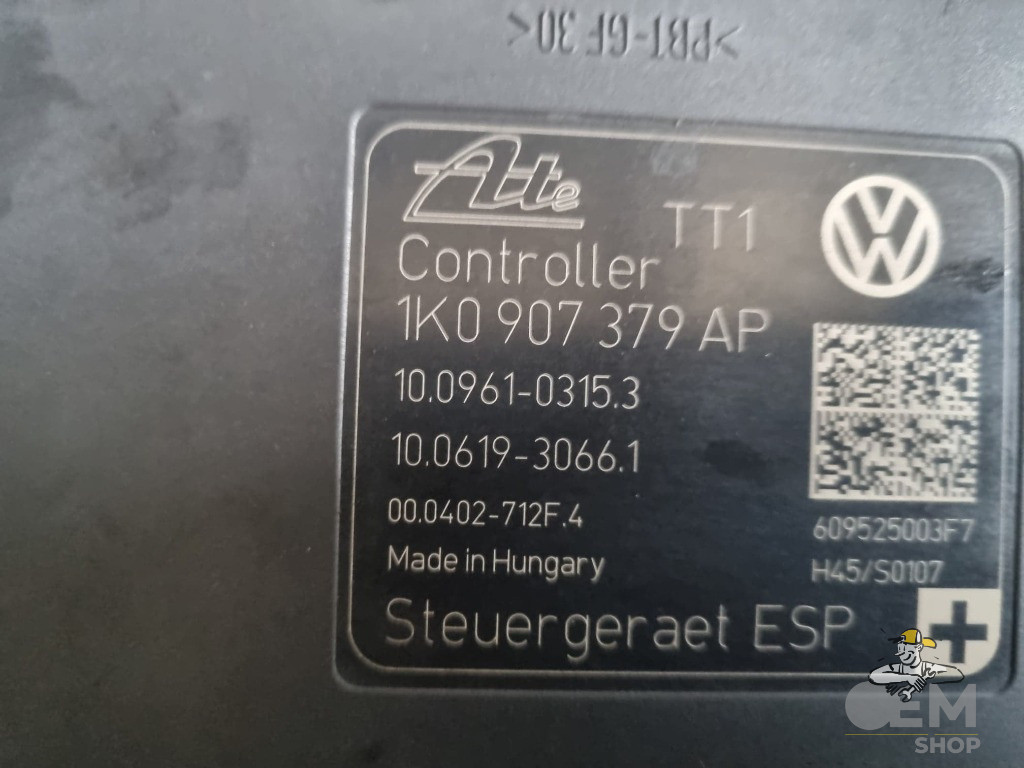 >PBT-GF 30<
Ate
TT1
Controller
1K0 907 379 AP
10.0961-0315.3
10.0619-3066.1
00.0402-712F.4
609525003F7
Made in Hungary
H45/S0107
Steuergeraet ESP
OEM
SHOP